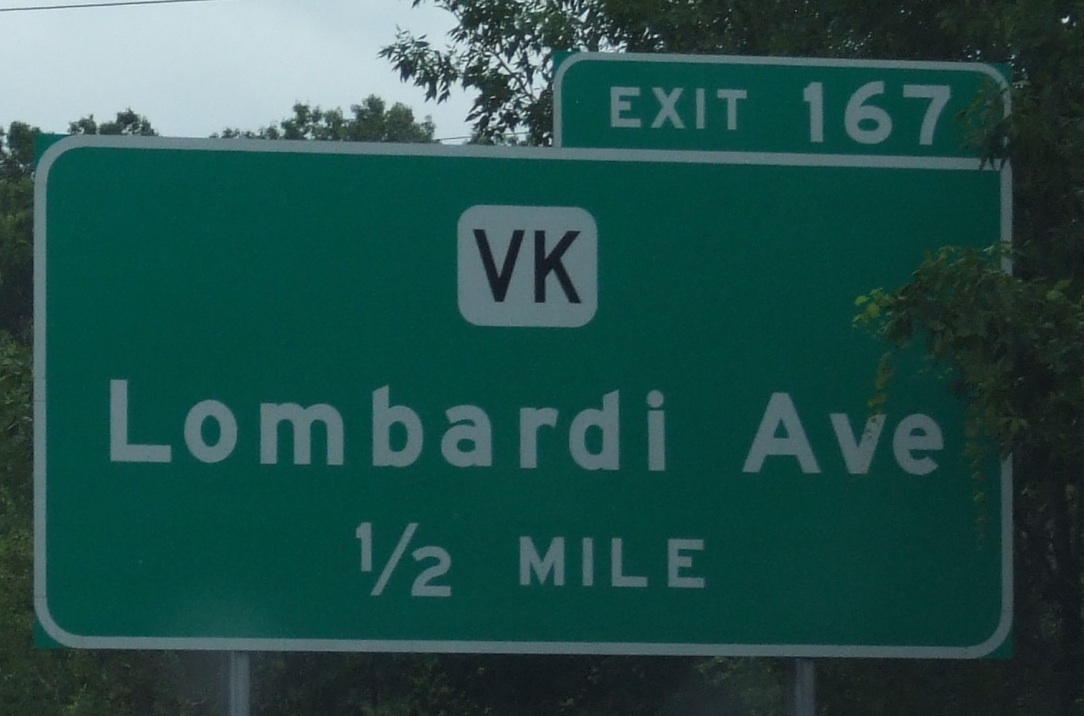 EXIT 167
VK
Lombardi Ave
1/2 MILE